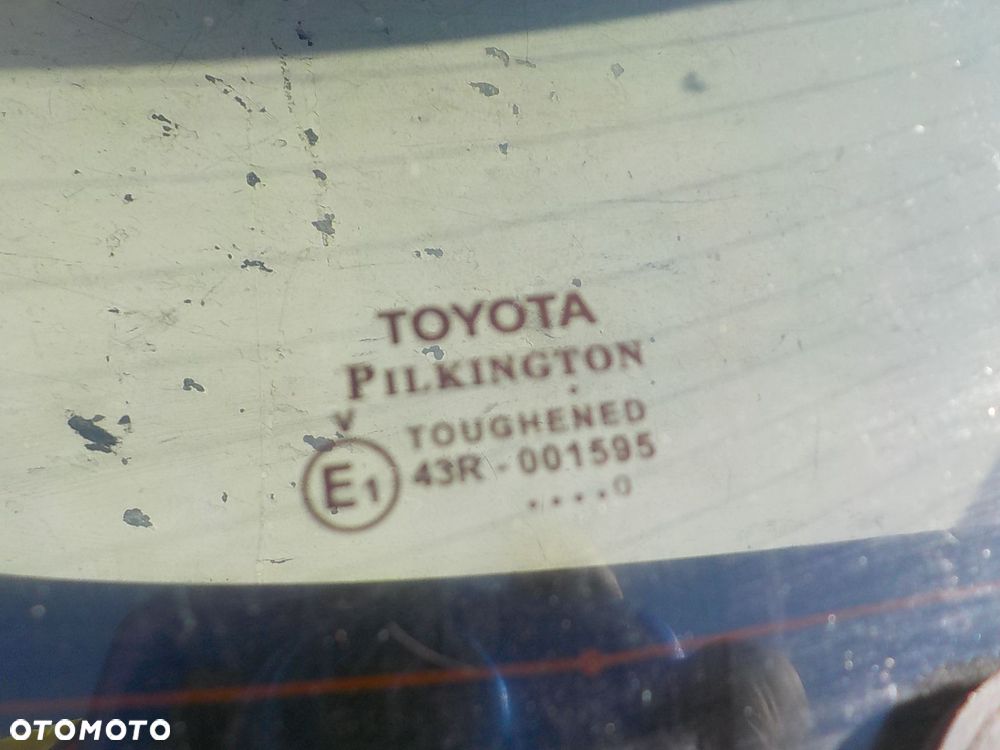 TOYOTA
PILKINGTON
V
TOUGHENED
E1 43R - 001595
. . . . 0
OTOMOTO